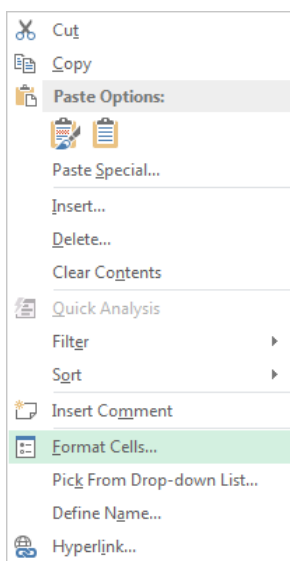 Cut
Copy
Paste Options:
Paste Special...
Insert...
Delete...
Clear Contents
Quick Analysis
Filter
Sort
Insert Comment
Format Cells...
Pick From Drop-down List...
Define Name...
Hyperlink...